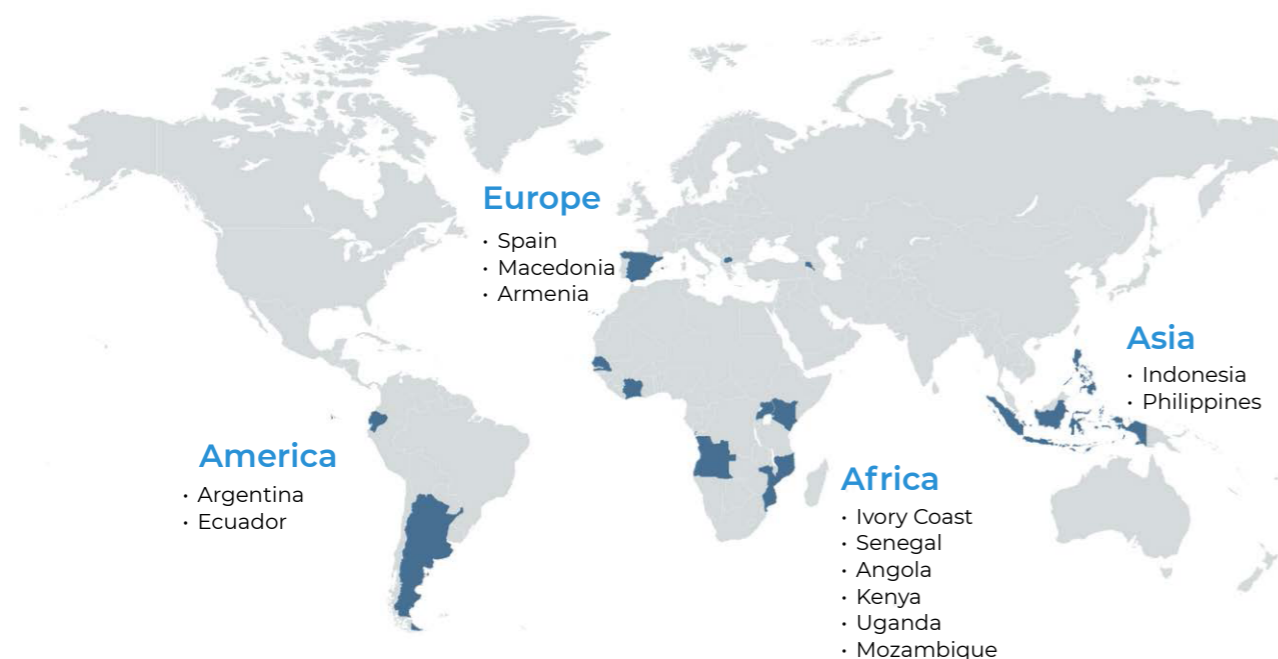 Europe
· Spain
· Macedonia
· Armenia
Asia
· Indonesia
· Philippines
America
· Argentina
· Ecuador
Africa
· Ivory Coast
· Senegal
· Angola
· Kenya
· Uganda
· Mozambique